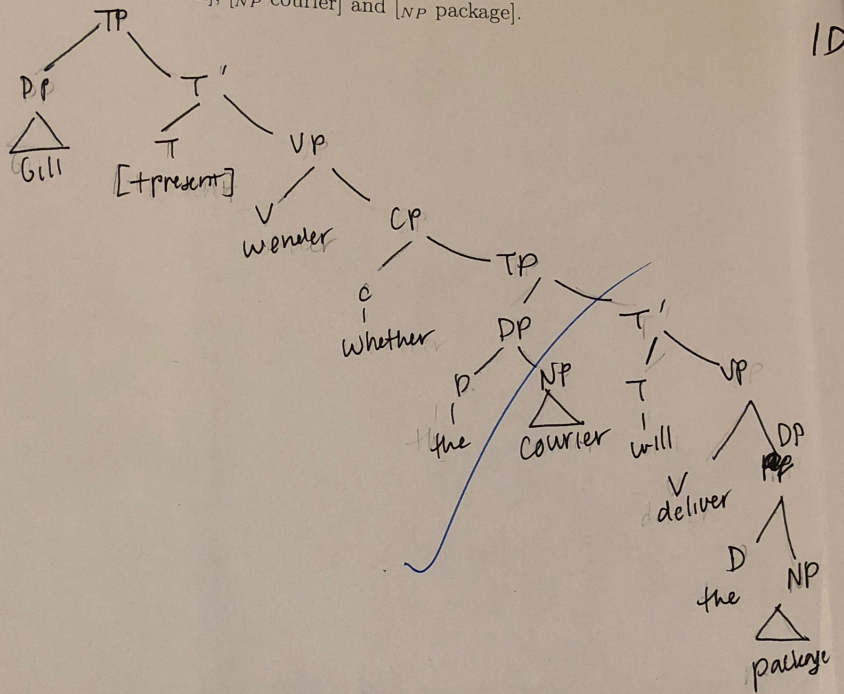 ], [NP courier] and [NP package].
1D
TP
DP T'
Gill T VP
[+present]
V CP
wonder
C TP
whether
DP T'
D NP T VP
the courier will
V DP
deliver
D NP
the
package